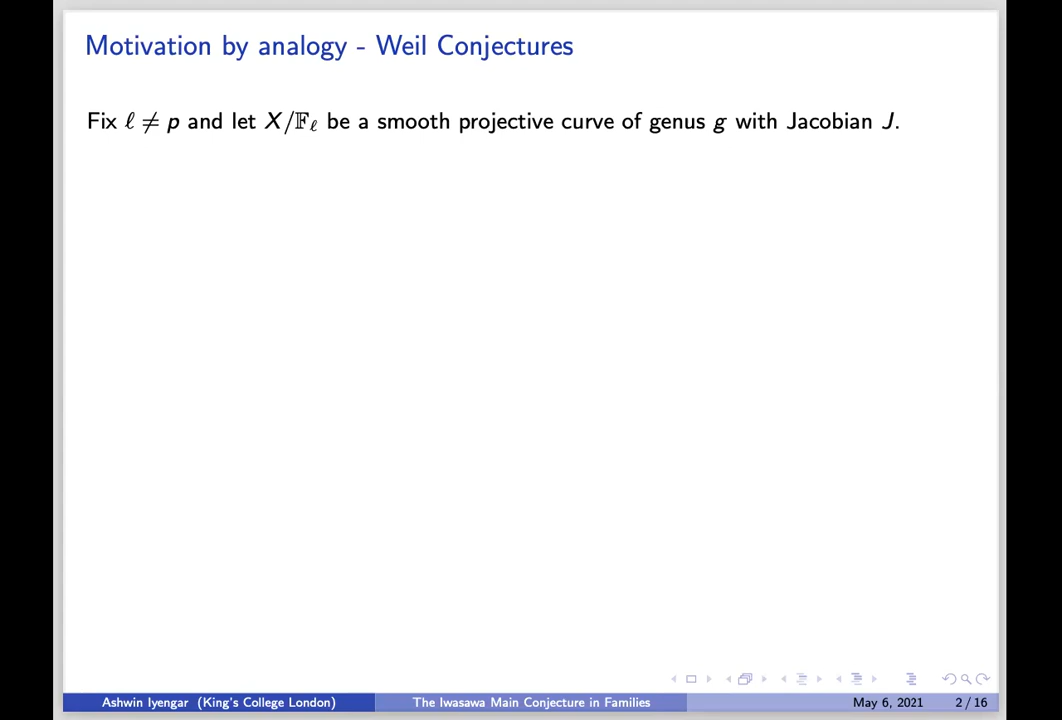 Motivation by analogy - Weil Conjectures
Fix ℓ ≠ p and let X/𝔽ℓ be a smooth projective curve of genus g with Jacobian J.
Ashwin Iyengar (King's College London) The Iwasawa Main Conjecture in Families May 6, 2021 2 / 16